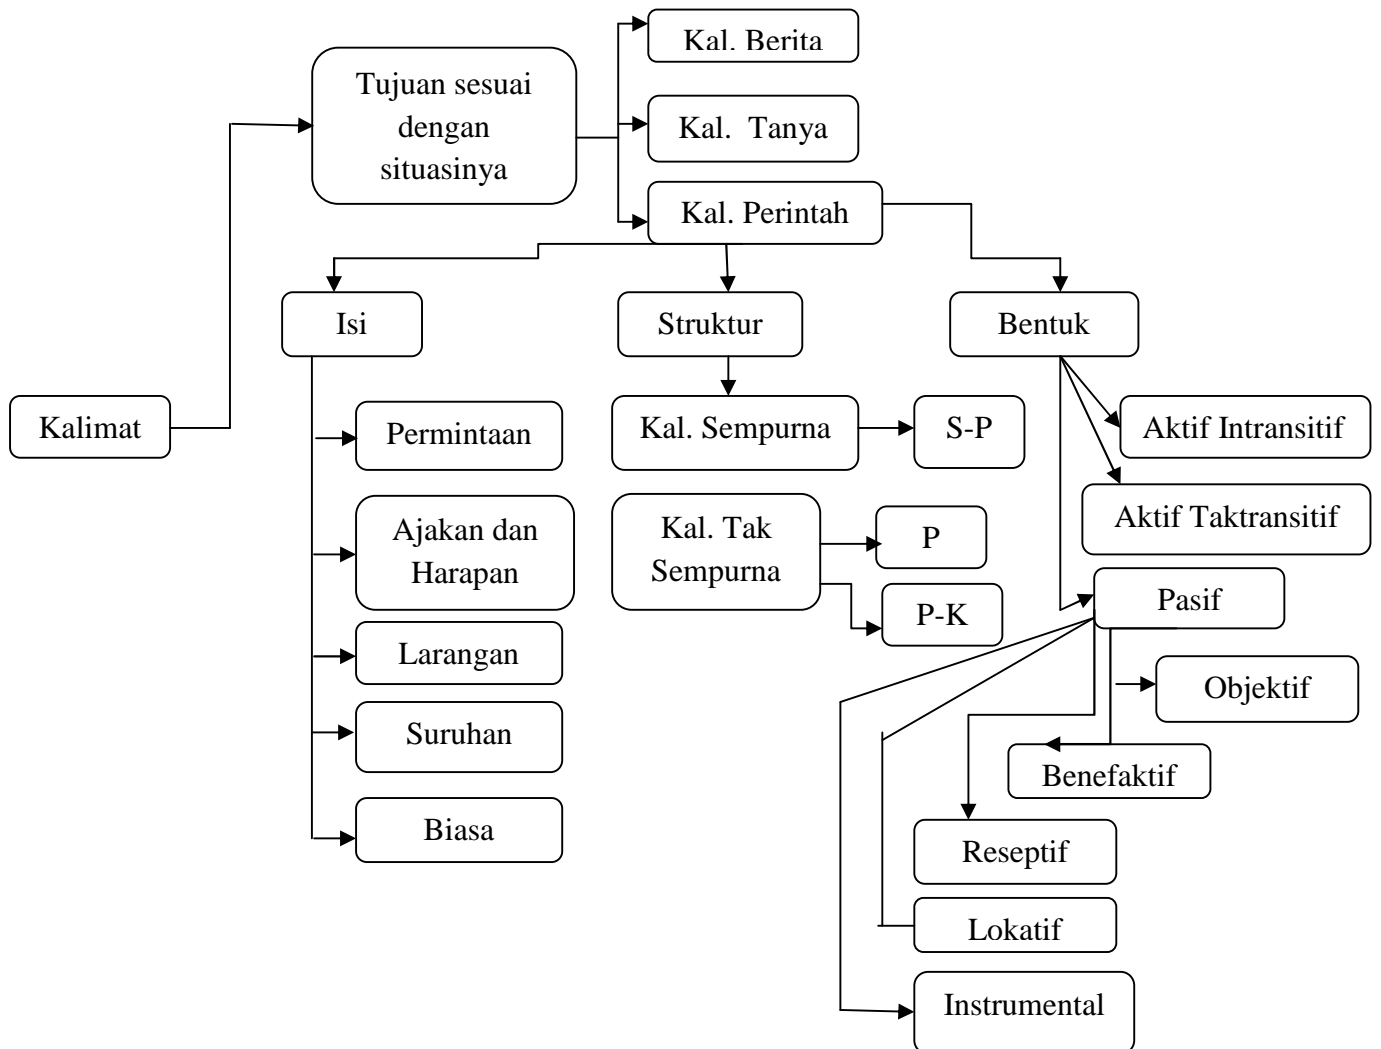 Kal. Berita
Tujuan sesuai
dengan
situasinya
Kal. Tanya
Kal. Perintah
Isi
Struktur
Bentuk
Kalimat
Permintaan
Kal. Sempurna
S-P
Aktif Intransitif
Ajakan dan
Harapan
Kal. Tak
Sempurna
P
Aktif Taktransitif
P-K
Pasif
Larangan
Objektif
Suruhan
Benefaktif
Biasa
Reseptif
Lokatif
Instrumental